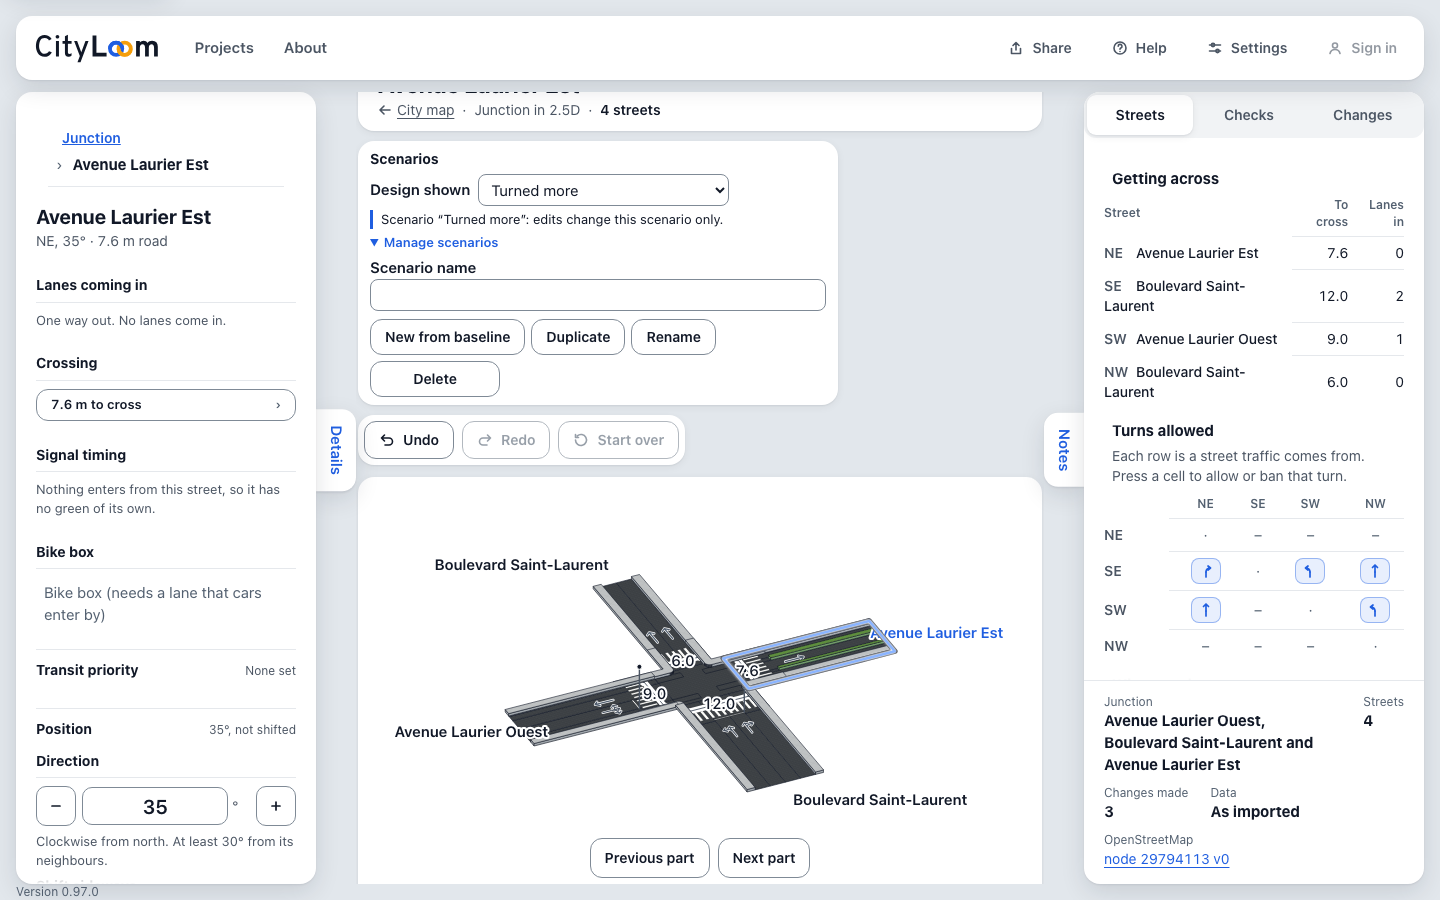 CityLoom
Projects
About
Share
Help
Settings
Sign in
Junction
› Avenue Laurier Est
Avenue Laurier Est
NE, 35° · 7.6 m road
Lanes coming in
One way out. No lanes come in.
Crossing
7.6 m to cross ›
Signal timing
Nothing enters from this street, so it has
no green of its own.
Bike box
Bike box (needs a lane that cars
enter by)
Transit priority None set
Position 35°, not shifted
Direction
− 35 ° +
Clockwise from north. At least 30° from its
neighbours.
Version 0.97.0
Details
← City map · Junction in 2.5D · 4 streets
Scenarios
Design shown Turned more
Scenario “Turned more”: edits change this scenario only.
▼ Manage scenarios
Scenario name
New from baseline Duplicate Rename
Delete
Undo Redo Start over
Boulevard Saint-Laurent
Avenue Laurier Est
6.0
7.6
9.0
12.0
Avenue Laurier Ouest
Boulevard Saint-Laurent
Previous part Next part
Notes
Streets Checks Changes
Getting across
Street To cross Lanes in
NE Avenue Laurier Est 7.6 0
SE Boulevard Saint-
Laurent 12.0 2
SW Avenue Laurier Ouest 9.0 1
NW Boulevard Saint-
Laurent 6.0 0
Turns allowed
Each row is a street traffic comes from.
Press a cell to allow or ban that turn.
NE SE SW NW
NE · – – –
SE ↱ · ↰ ↑
SW ↑ – · ↰
NW – – – ·
Junction Streets
Avenue Laurier Ouest, 4
Boulevard Saint-Laurent and
Avenue Laurier Est
Changes made Data
3 As imported
OpenStreetMap
node 29794113 v0